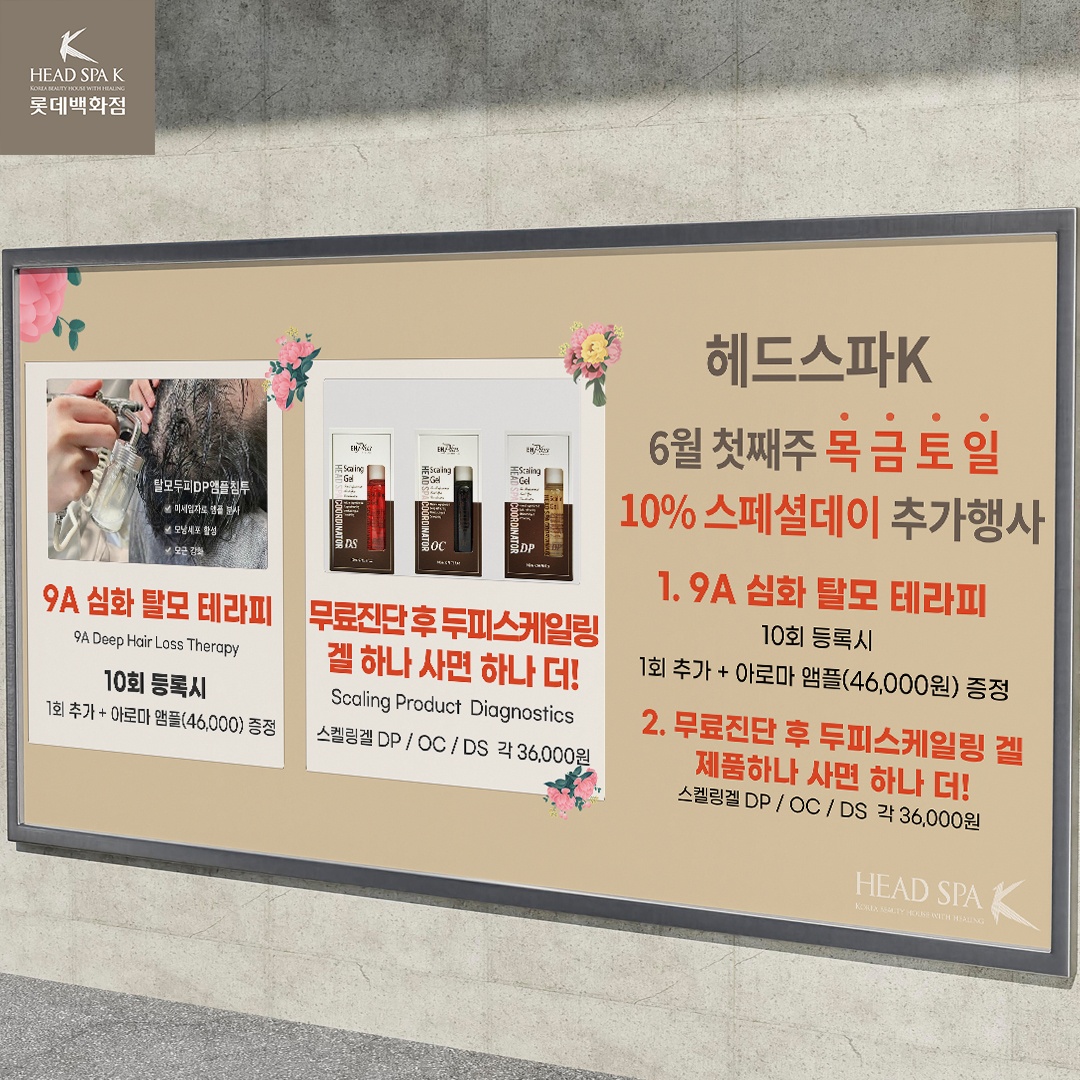 HEAD SPA K
KOREA BEAUTY HOUSE WITH HEALING
롯데백화점
탈모두피DP앰플침투
미세입자로 앰플 분사
모낭세포 활성
모근 강화
9A 심화 탈모 테라피
9A Deep Hair Loss Therapy
10회 등록시
1회 추가 + 아로마 앰플(46,000) 증정
Scaling
Gel
HEAD SPA COORDINATOR
DS
Scaling
Gel
HEAD SPA COORDINATOR
OC
Scaling
Gel
HEAD SPA COORDINATOR
DP
무료진단 후 두피스케일링
겔 하나 사면 하나 더!
Scaling Product Diagnostics
스켈링겔 DP / OC / DS 각 36,000원
헤드스파K
6월 첫째주 목금토일
10% 스페셜데이 추가행사
1. 9A 심화 탈모 테라피
10회 등록시
1회 추가 + 아로마 앰플(46,000원) 증정
2. 무료진단 후 두피스케일링 겔
제품하나 사면 하나 더!
스켈링겔 DP / OC / DS 각 36,000원
HEAD SPA K
KOREA BEAUTY HOUSE WITH HEALING